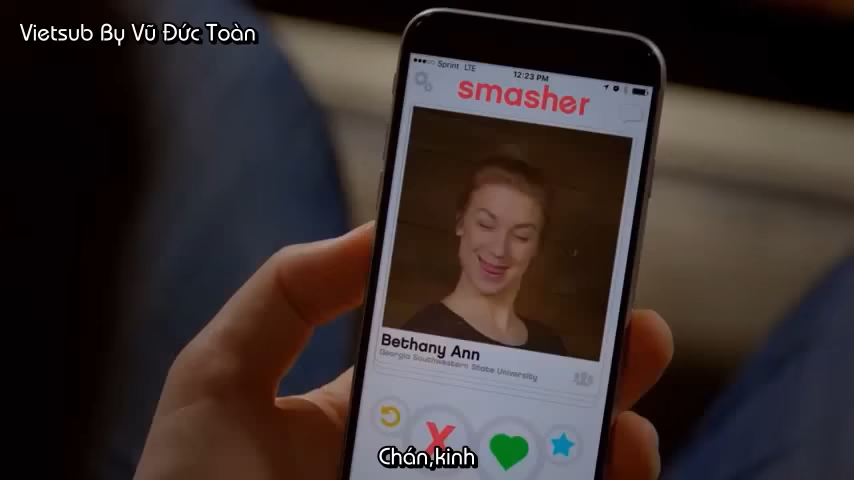 Vietsub By Vũ Đức Toàn
Sprint LTE
12:23 PM
smasher
Bethany Ann
Georgia Southwestern State University
X
Chán,kinh